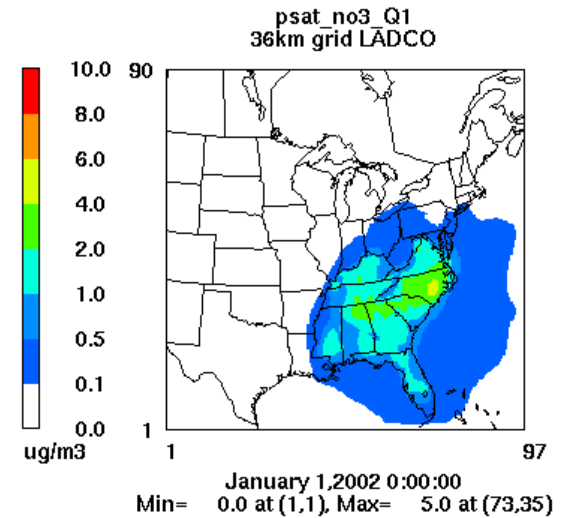 psat_no3_Q1
36km grid LADCO
10.0
8.0
6.0
4.0
2.0
1.0
0.5
0.1
0.0
ug/m3
90
1
1
97
January 1,2002 0:00:00
Min= 0.0 at (1,1), Max= 5.0 at (73,35)